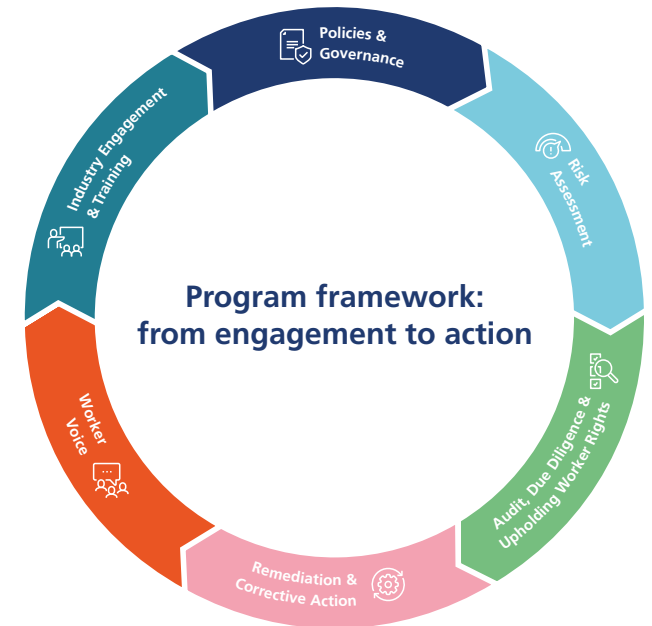 Policies &
Governance
Risk
Assessment
Audit, Due Diligence &
Upholding Worker Rights
Remediation &
Corrective Action
Worker
Voice
Industry Engagement
& Training
Program framework:
from engagement to action